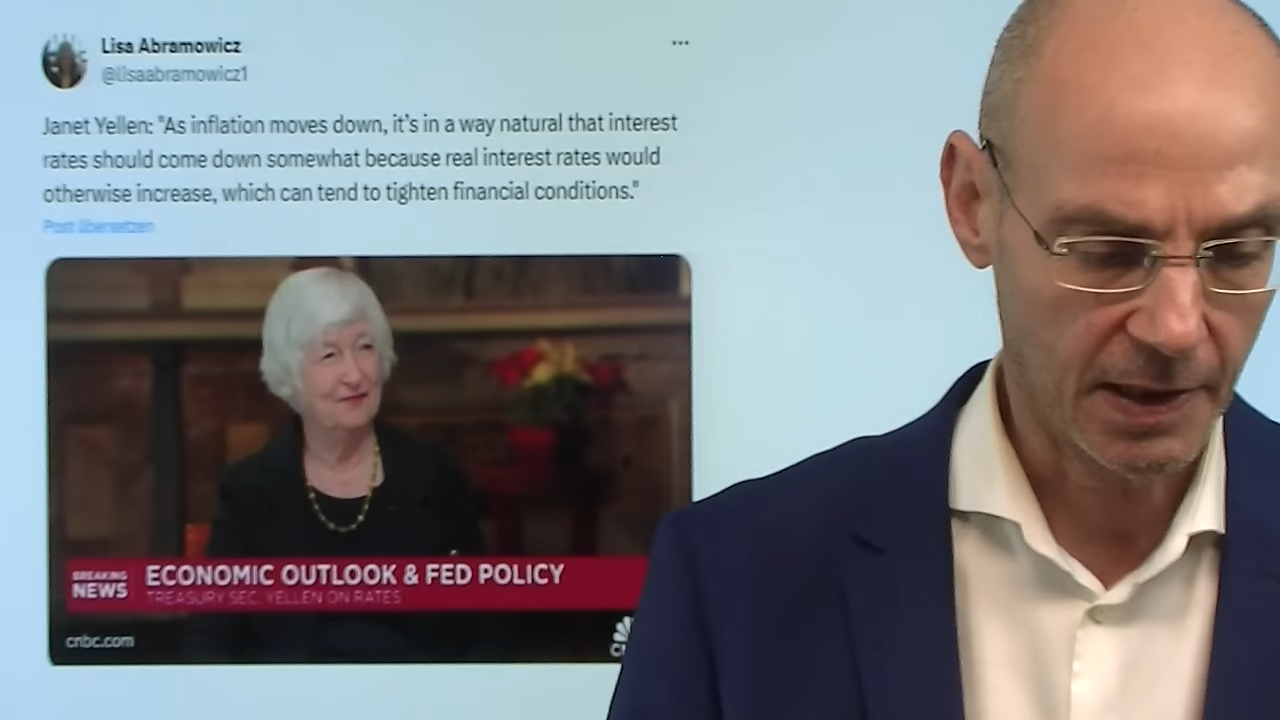 Lisa Abramowicz
@lisaabramowicz1
Janet Yellen: "As inflation moves down, it's in a way natural that interest
rates should come down somewhat because real interest rates would
otherwise increase, which can tend to tighten financial conditions."
Post übersetzen
BREAKING
NEWS
ECONOMIC OUTLOOK & FED POLICY
TREASURY SEC. YELLEN ON RATES
cnbc.com